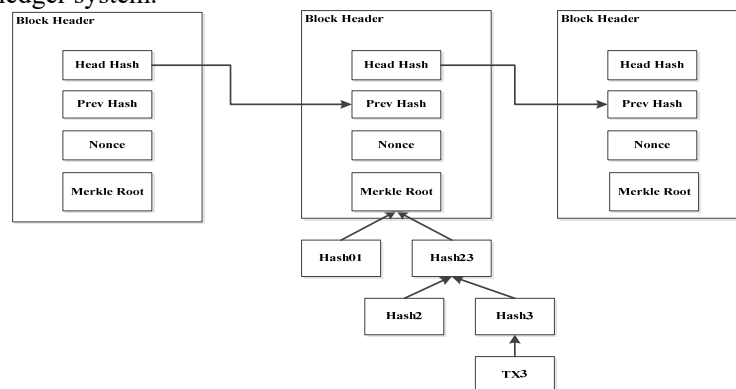 ledger system.
Block Header
Head Hash
Prev Hash
Nonce
Merkle Root
Block Header
Head Hash
Prev Hash
Nonce
Merkle Root
Block Header
Head Hash
Prev Hash
Nonce
Merkle Root
Hash01
Hash23
Hash2
Hash3
TX3